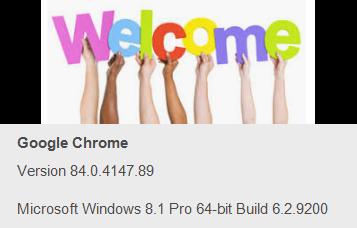 Welcome
Google Chrome
Version 84.0.4147.89
Microsoft Windows 8.1 Pro 64-bit Build 6.2.9200